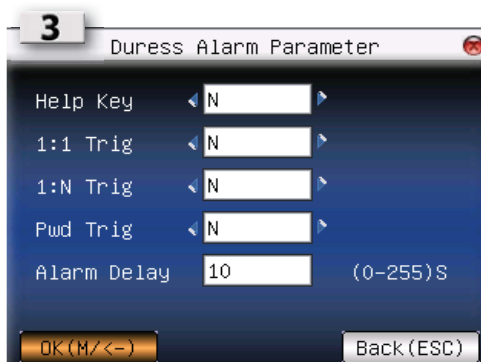 3
Duress Alarm Parameter
Help Key N
1:1 Trig N
1:N Trig N
Pwd Trig N
Alarm Delay 10 (0-255)S
OK(M/<-) Back(ESC)